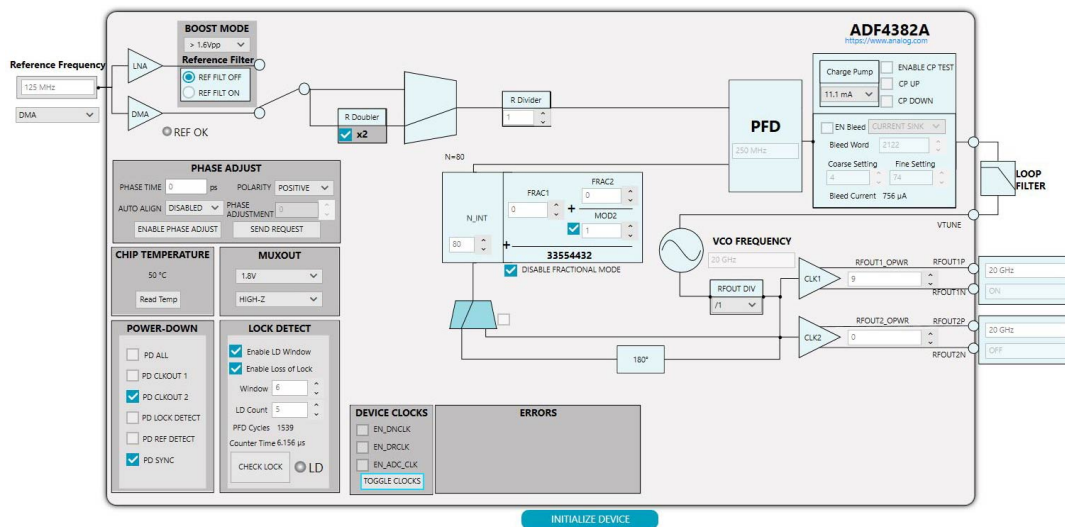 ADF4382A
https://www.analog.com
BOOST MODE
> 1.6Vpp
Reference Filter
REF FILT OFF
REF FILT ON
Reference Frequency
125 MHz
DMA
LNA
DMA
REF OK
R Doubler
x2
R Divider
1
PFD
250 MHz
Charge Pump
11.1 mA
ENABLE CP TEST
CP UP
CP DOWN
EN Bleed
CURRENT SINK
Bleed Word
2122
Coarse Setting
Fine Setting
4
74
Bleed Current 756 µA
LOOP
FILTER
VTUNE
N=80
N_INT
80
+
FRAC1
0
+
FRAC2
0
MOD2
1
33554432
DISABLE FRACTIONAL MODE
VCO FREQUENCY
20 GHz
RFOUT DIV
/1
180°
CLK1
RFOUT1_OPWR
9
RFOUT1P
RFOUT1N
20 GHz
ON
CLK2
RFOUT2_OPWR
0
RFOUT2P
RFOUT2N
20 GHz
OFF
PHASE ADJUST
PHASE TIME 0 ps POLARITY POSITIVE
AUTO ALIGN DISABLED PHASE
ADJUSTMENT 0
ENABLE PHASE ADJUST SEND REQUEST
CHIP TEMPERATURE
50 °C
Read Temp
MUXOUT
1.8V
HIGH-Z
POWER-DOWN
PD ALL
PD CLKOUT 1
PD CLKOUT 2
PD LOCK DETECT
PD REF DETECT
PD SYNC
LOCK DETECT
Enable LD Window
Enable Loss of Lock
Window 6
LD Count 5
PFD Cycles 1539
Counter Time 6.156 µs
CHECK LOCK LD
DEVICE CLOCKS
EN_DNCLK
EN_DRCLK
EN_ADC_CLK
TOGGLE CLOCKS
ERRORS
INITIALIZE DEVICE